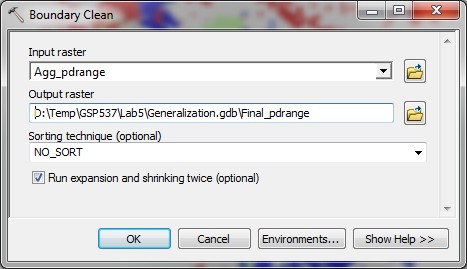 Boundary Clean
Input raster
Agg_pdrange
Output raster
D:\Temp\GSP537\Lab5\Generalization.gdb\Final_pdrange
Sorting technique (optional)
NO_SORT
Run expansion and shrinking twice (optional)
OK
Cancel
Environments...
Show Help >>